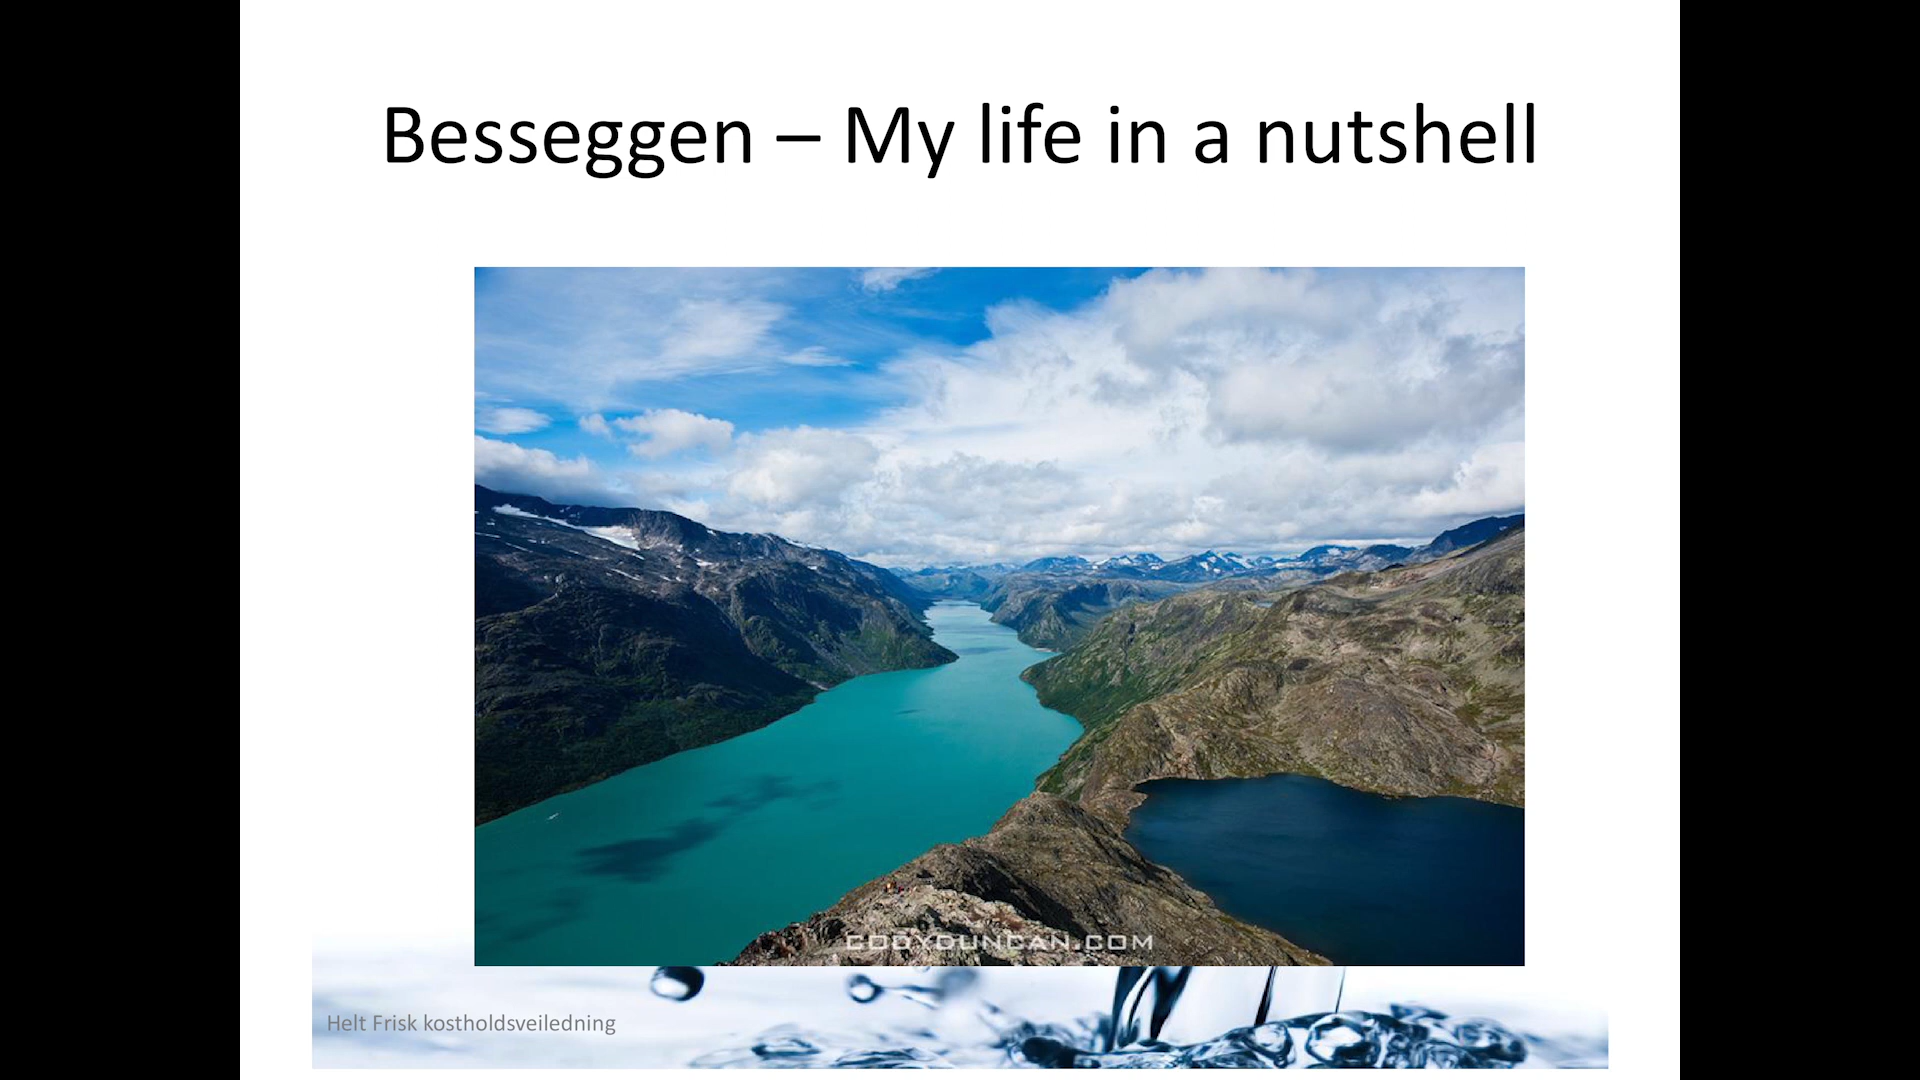 Besseggen – My life in a nutshell
CODYDUNCAN.COM
Helt Frisk kostholdsveiledning